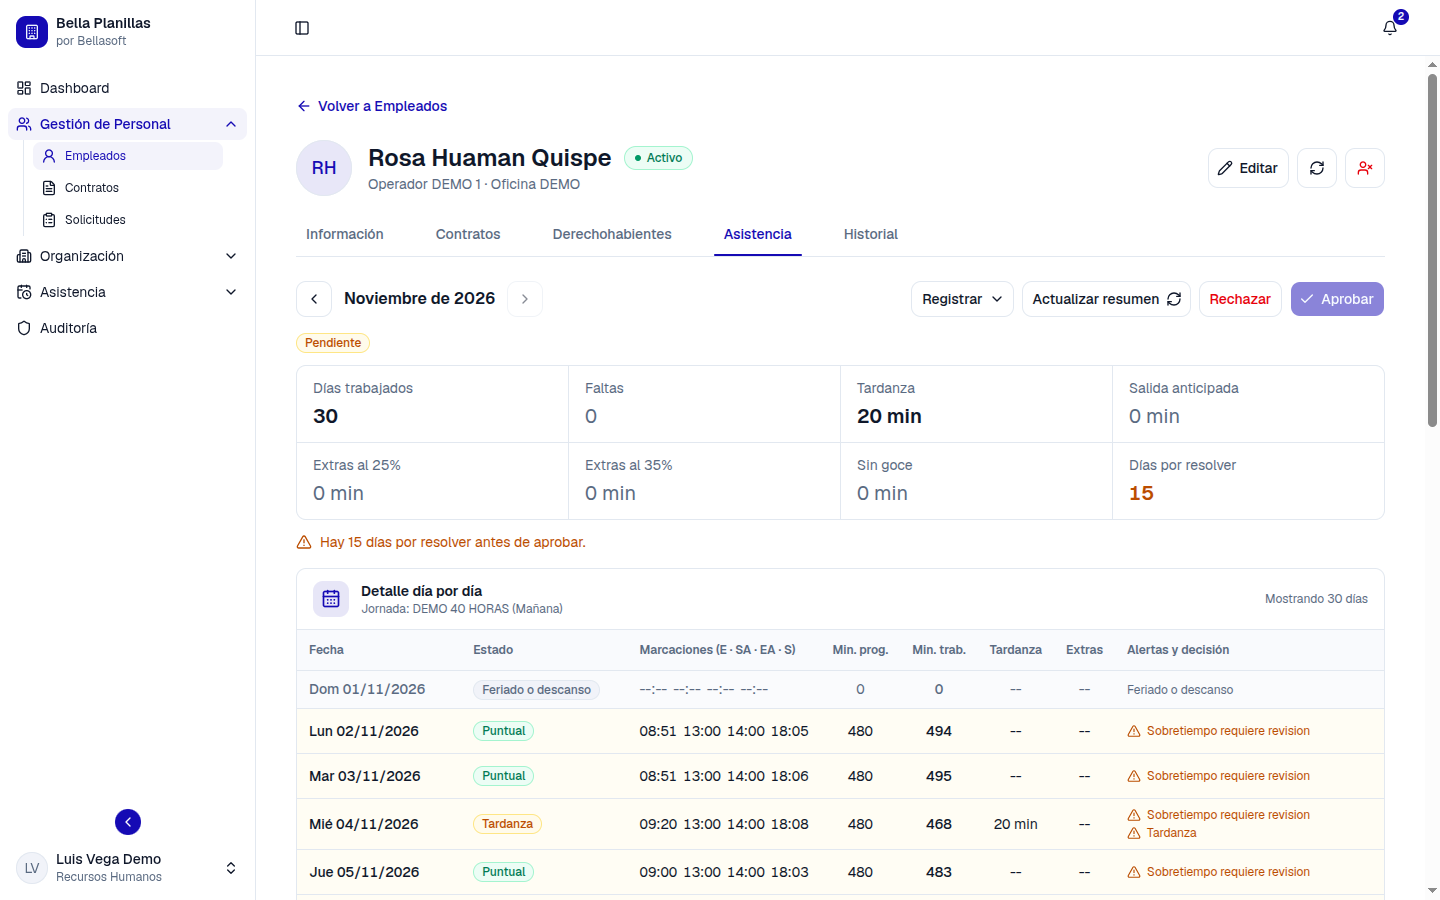 Bella Planillas
por Bellasoft
2
Dashboard
Gestión de Personal
Empleados
Contratos
Solicitudes
Organización
Asistencia
Auditoría
LV
Luis Vega Demo
Recursos Humanos
Volver a Empleados
RH
Rosa Huaman Quispe
Activo
Operador DEMO 1 · Oficina DEMO
Editar
Información Contratos Derechohabientes Asistencia Historial
Noviembre de 2026
Registrar Actualizar resumen Rechazar Aprobar
Pendiente
Días trabajados Faltas Tardanza Salida anticipada
30 0 20 min 0 min
Extras al 25% Extras al 35% Sin goce Días por resolver
0 min 0 min 0 min 15
Hay 15 días por resolver antes de aprobar.
Detalle día por día
Jornada: DEMO 40 HORAS (Mañana)
Mostrando 30 días
Fecha Estado Marcaciones (E · SA · EA · S) Min. prog. Min. trab. Tardanza Extras Alertas y decisión
Dom 01/11/2026 Feriado o descanso --:-- --:-- --:-- --:-- 0 0 -- -- Feriado o descanso
Lun 02/11/2026 Puntual 08:51 13:00 14:00 18:05 480 494 -- -- Sobretiempo requiere revision
Mar 03/11/2026 Puntual 08:51 13:00 14:00 18:06 480 495 -- -- Sobretiempo requiere revision
Mié 04/11/2026 Tardanza 09:20 13:00 14:00 18:08 480 468 20 min -- Sobretiempo requiere revision
Tardanza
Jue 05/11/2026 Puntual 09:00 13:00 14:00 18:03 480 483 -- -- Sobretiempo requiere revision